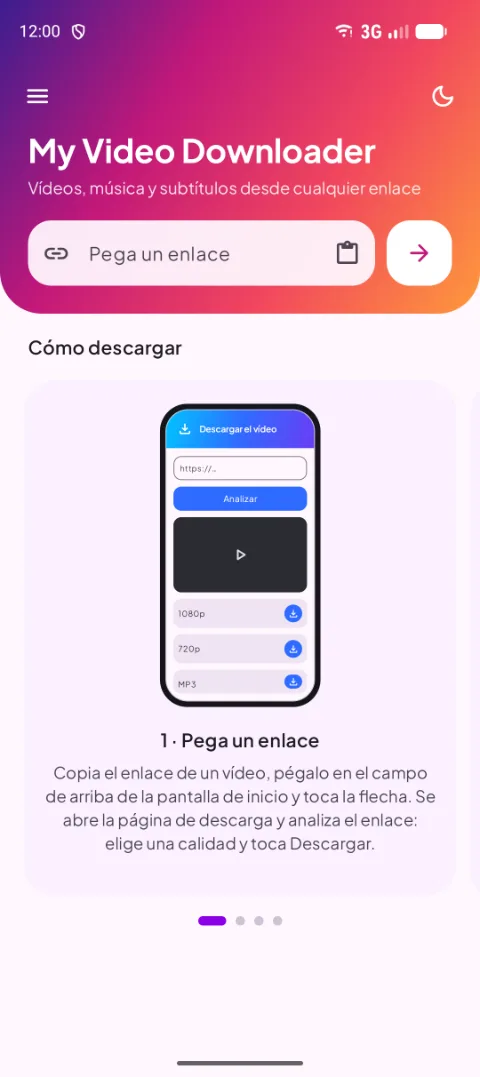 12:00
3G
My Video Downloader
Vídeos, música y subtítulos desde cualquier enlace
Pega un enlace
Cómo descargar
Descargar el vídeo
https://...
Analizar
1080p
720p
MP3
1 · Pega un enlace
Copia el enlace de un vídeo, pégalo en el campo
de arriba de la pantalla de inicio y toca la flecha. Se
abre la página de descarga y analiza el enlace:
elige una calidad y toca Descargar.